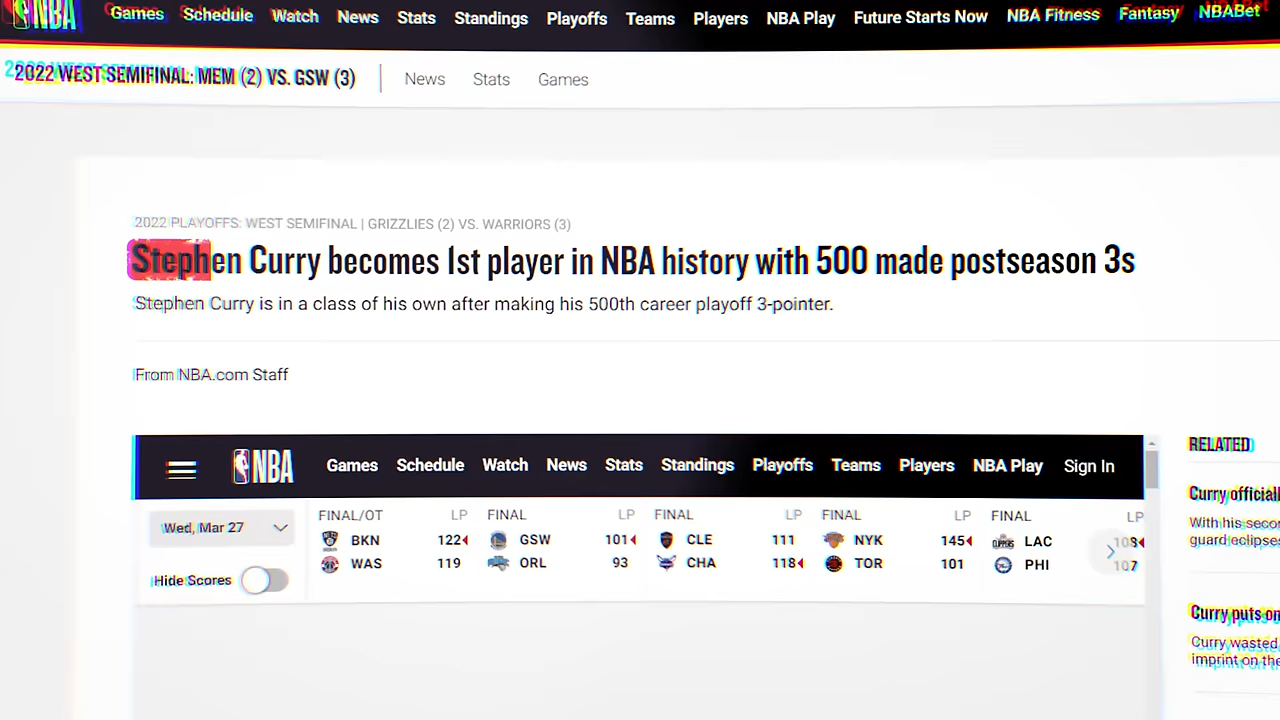 NBA Games Schedule Watch News Stats Standings Playoffs Teams Players NBA Play Future Starts Now NBA Fitness Fantasy NBABet
2022 WEST SEMIFINAL: MEM (2) VS. GSW (3) News Stats Games
2022 PLAYOFFS: WEST SEMIFINAL | GRIZZLIES (2) VS. WARRIORS (3)
Stephen Curry becomes 1st player in NBA history with 500 made postseason 3s
Stephen Curry is in a class of his own after making his 500th career playoff 3-pointer.
From NBA.com Staff
NBA Games Schedule Watch News Stats Standings Playoffs Teams Players NBA Play Sign In
Wed, Mar 27
Hide Scores
FINAL/OT LP
BKN 122
WAS 119
FINAL LP
GSW 101
ORL 93
FINAL LP
CLE 111
CHA 118
FINAL LP
NYK 145
TOR 101
FINAL LP
LAC 108
PHI 107
RELATED
Curry official
With his seco
guard eclipses
Curry puts on
Curry wasted
imprint on the